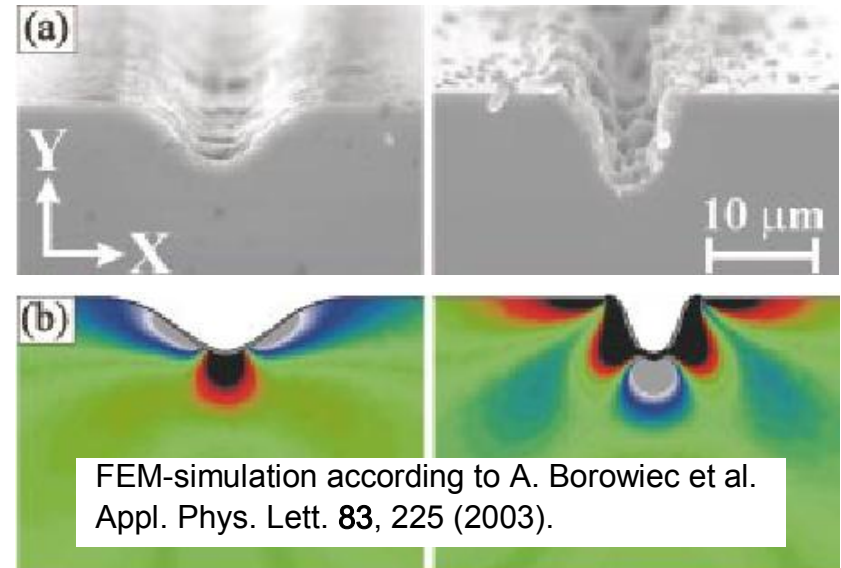 (a)
Y
X
10 μm
(b)
FEM-simulation according to A. Borowiec et al.
Appl. Phys. Lett. 83, 225 (2003).